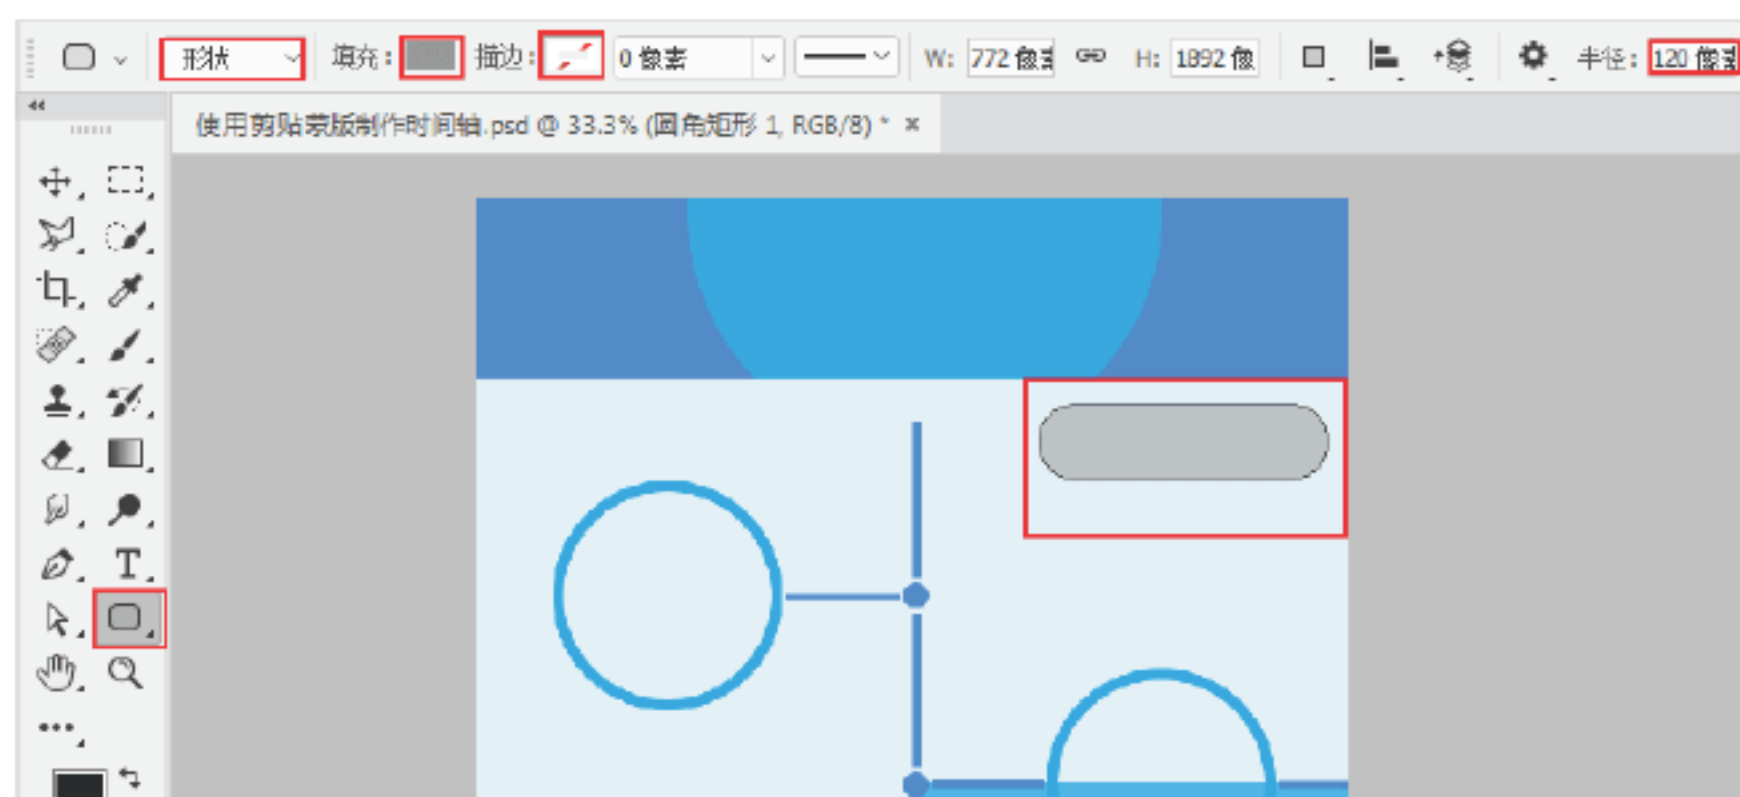 形状 填充: 描边: 0 像素 W: 772 像素 H: 1892 像 半径: 120 像素
使用剪贴蒙版制作时间轴.psd @ 33.3% (圆角矩形 1, RGB/8) * ×
T